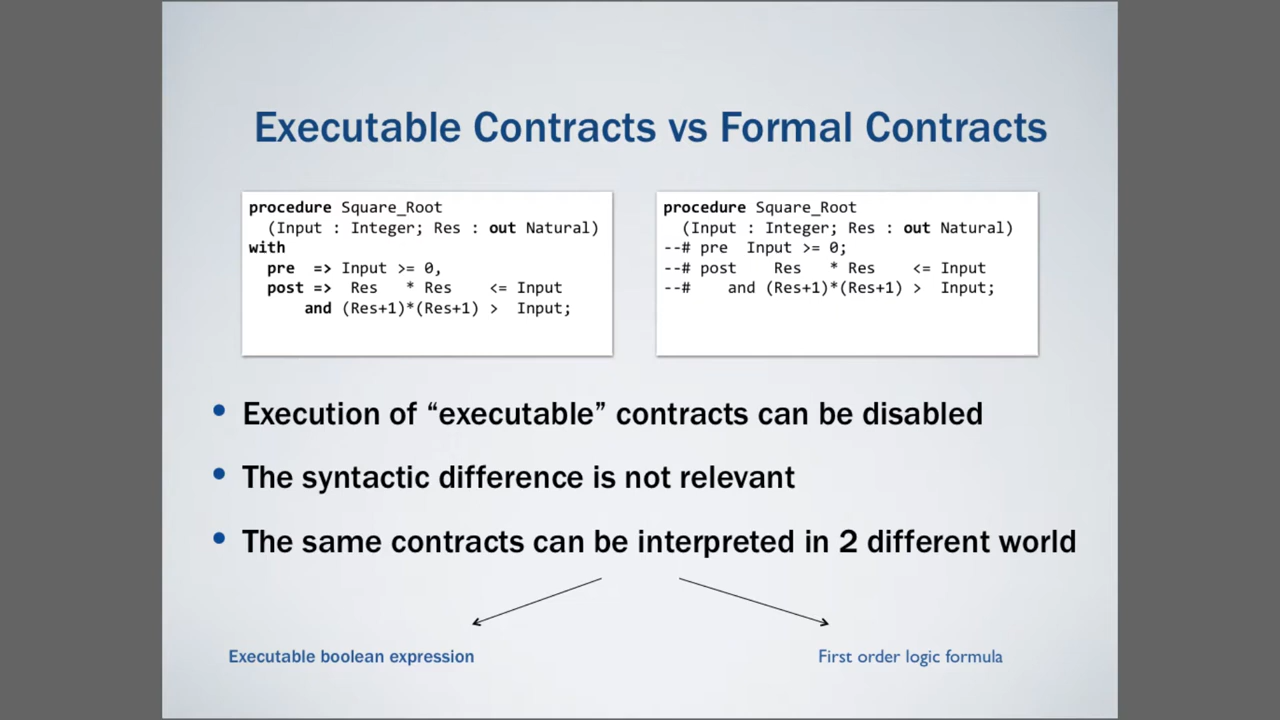 Executable Contracts vs Formal Contracts
procedure Square_Root
(Input : Integer; Res : out Natural)
with
pre => Input >= 0,
post => Res * Res <= Input
and (Res+1)*(Res+1) > Input;
procedure Square_Root
(Input : Integer; Res : out Natural)
--# pre Input >= 0;
--# post Res * Res <= Input
--# and (Res+1)*(Res+1) > Input;
• Execution of “executable” contracts can be disabled
• The syntactic difference is not relevant
• The same contracts can be interpreted in 2 different world
Executable boolean expression
First order logic formula